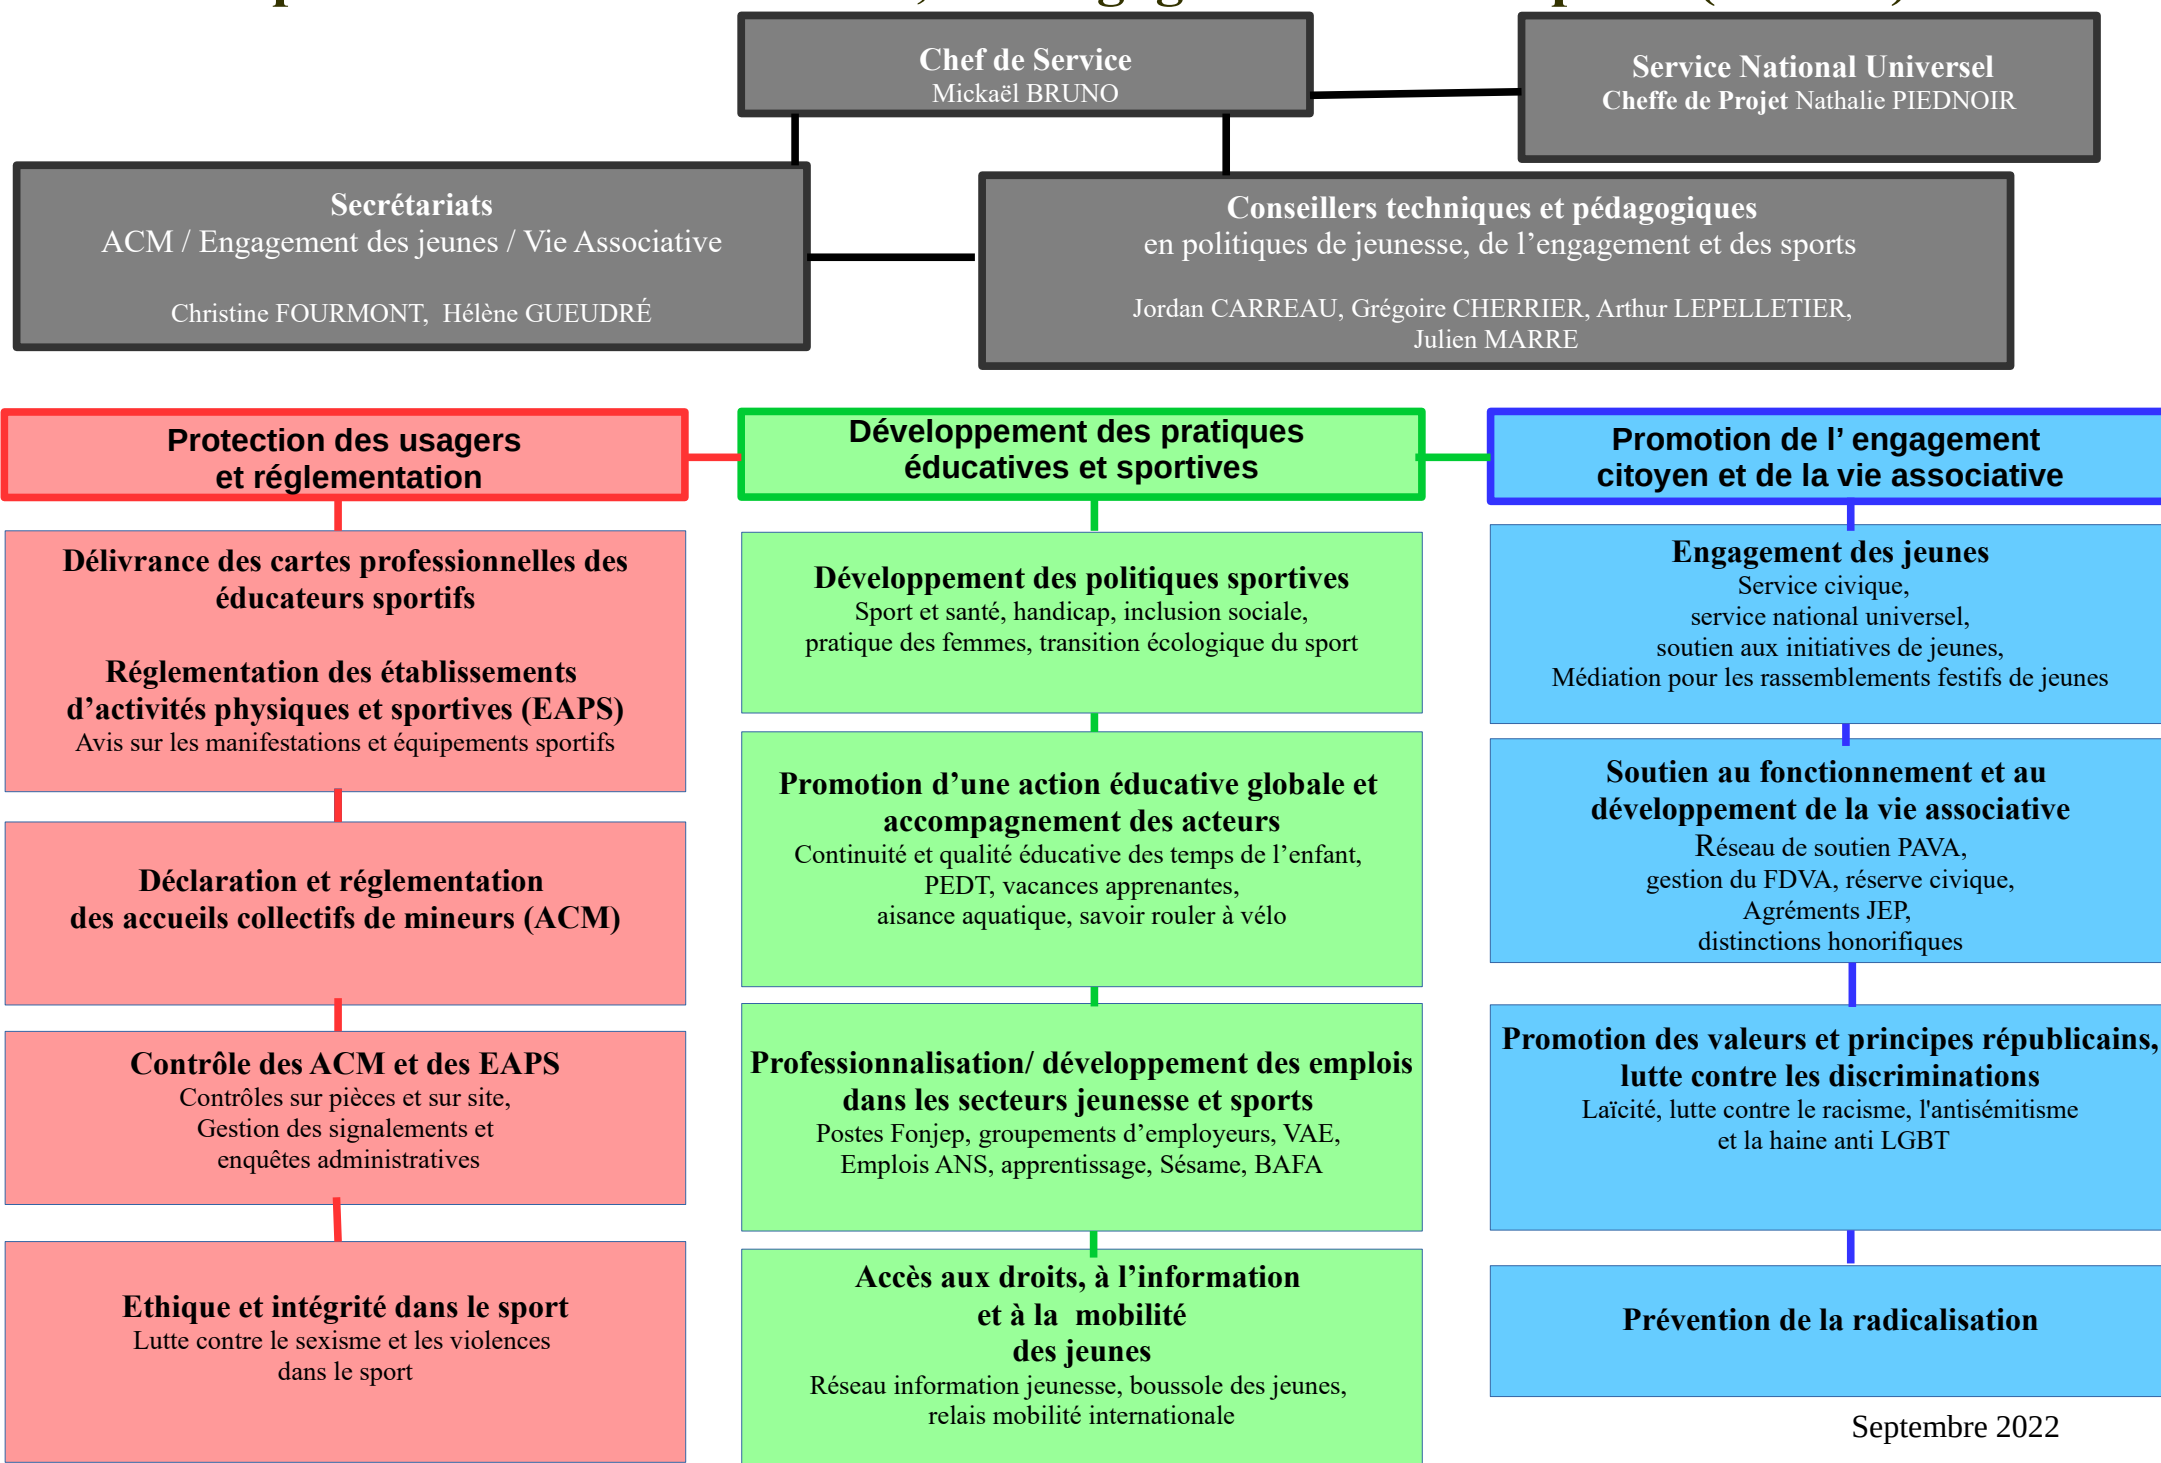 Chef de Service
Mickaël BRUNO
Service National Universel
Cheffe de Projet Nathalie PIEDNOIR
Secrétariats
ACM / Engagement des jeunes / Vie Associative
Christine FOURMONT, Hélène GUEUDRÉ
Conseillers techniques et pédagogiques
en politiques de jeunesse, de l’engagement et des sports
Jordan CARREAU, Grégoire CHERRIER, Arthur LEPELLETIER,
Julien MARRE
Protection des usagers
et réglementation
Délivrance des cartes professionnelles des
éducateurs sportifs
Réglementation des établissements
d’activités physiques et sportives (EAPS)
Avis sur les manifestations et équipements sportifs
Déclaration et réglementation
des accueils collectifs de mineurs (ACM)
Contrôle des ACM et des EAPS
Contrôles sur pièces et sur site,
Gestion des signalements et
enquêtes administratives
Ethique et intégrité dans le sport
Lutte contre le sexisme et les violences
dans le sport
Développement des pratiques
éducatives et sportives
Développement des politiques sportives
Sport et santé, handicap, inclusion sociale,
pratique des femmes, transition écologique du sport
Promotion d’une action éducative globale et
accompagnement des acteurs
Continuité et qualité éducative des temps de l’enfant,
PEDT, vacances apprenantes,
aisance aquatique, savoir rouler à vélo
Professionnalisation/ développement des emplois
dans les secteurs jeunesse et sports
Postes Fonjep, groupements d’employeurs, VAE,
Emplois ANS, apprentissage, Sésame, BAFA
Accès aux droits, à l’information
et à la mobilité
des jeunes
Réseau information jeunesse, boussole des jeunes,
relais mobilité internationale
Promotion de l’ engagement
citoyen et de la vie associative
Engagement des jeunes
Service civique,
service national universel,
soutien aux initiatives de jeunes,
Médiation pour les rassemblements festifs de jeunes
Soutien au fonctionnement et au
développement de la vie associative
Réseau de soutien PAVA,
gestion du FDVA, réserve civique,
Agréments JEP,
distinctions honorifiques
Promotion des valeurs et principes républicains,
lutte contre les discriminations
Laïcité, lutte contre le racisme, l'antisémitisme
et la haine anti LGBT
Prévention de la radicalisation
Septembre 2022